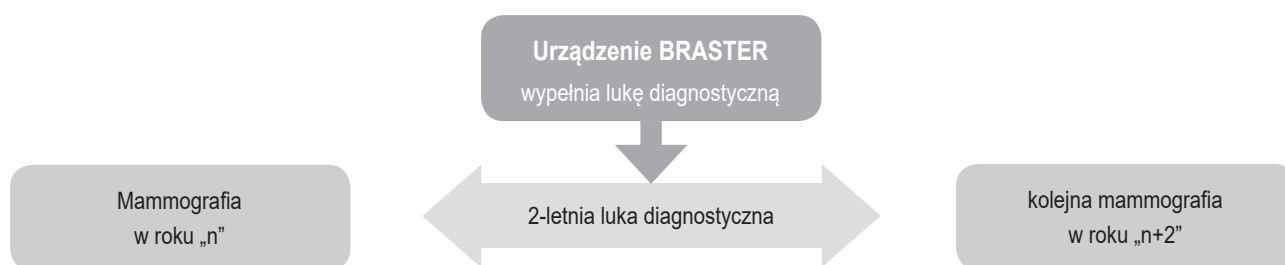 Urządzenie BRASTER
wypełnia lukę diagnostyczną
Mammografia
w roku „n”
2-letnia luka diagnostyczna
kolejna mammografia
w roku „n+2”